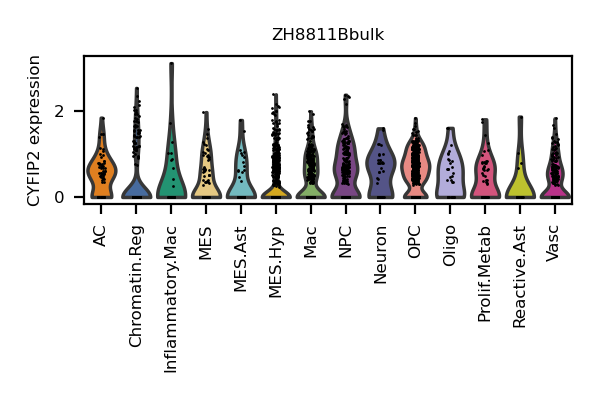 ZH8811Bbulk
CYFIP2 expression
2
0
AC
Chromatin.Reg
Inflammatory.Mac
MES
MES.Ast
MES.Hyp
Mac
NPC
Neuron
OPC
Oligo
Prolif.Metab
Reactive.Ast
Vasc